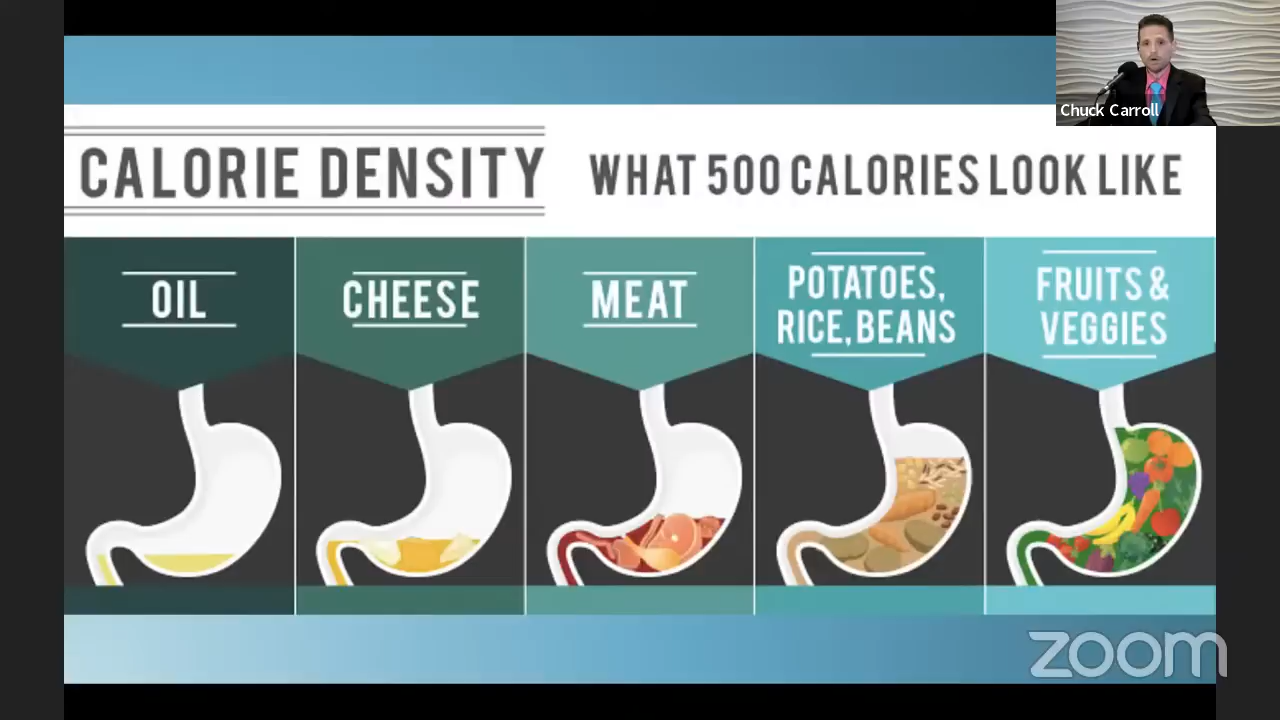 Chuck Carroll
CALORIE DENSITY
WHAT 500 CALORIES LOOK LIKE
OIL
CHEESE
MEAT
POTATOES,
RICE, BEANS
FRUITS &
VEGGIES
zoom